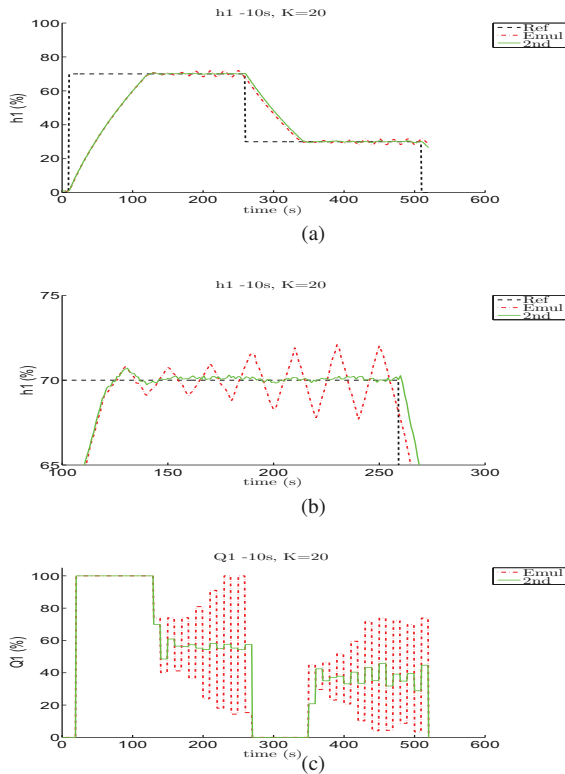 h1 -10s, K=20
Ref
Emul
2nd
h1 (%)
100
80
60
40
20
0
0 100 200 300 400 500 600
time (s)
(a)
h1 -10s, K=20
Ref
Emul
2nd
h1 (%)
75
70
65
100 150 200 250 300
time (s)
(b)
Q1 -10s, K=20
Emul
2nd
Q1 (%)
100
80
60
40
20
0
0 100 200 300 400 500 600
time (s)
(c)